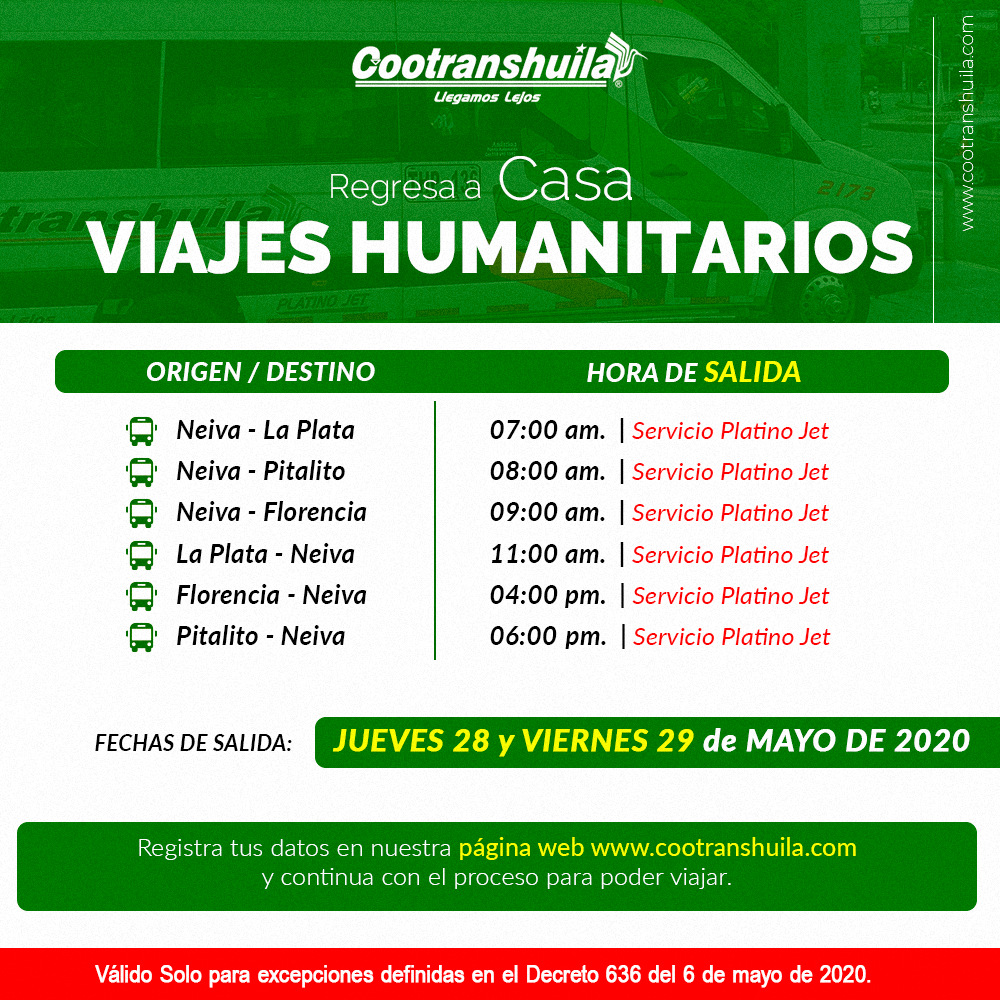 Cootranshuila
Llegamos Lejos
www.cootranshuila.com
Regresa a Casa
VIAJES HUMANITARIOS
2173
PLATINO JET
ORIGEN / DESTINO HORA DE SALIDA
Neiva - La Plata 07:00 am. | Servicio Platino Jet
Neiva - Pitalito 08:00 am. | Servicio Platino Jet
Neiva - Florencia 09:00 am. | Servicio Platino Jet
La Plata - Neiva 11:00 am. | Servicio Platino Jet
Florencia - Neiva 04:00 pm. | Servicio Platino Jet
Pitalito - Neiva 06:00 pm. | Servicio Platino Jet
FECHAS DE SALIDA: JUEVES 28 y VIERNES 29 de MAYO DE 2020
Registra tus datos en nuestra página web www.cootranshuila.com
y continua con el proceso para poder viajar.
Válido Solo para excepciones definidas en el Decreto 636 del 6 de mayo de 2020.